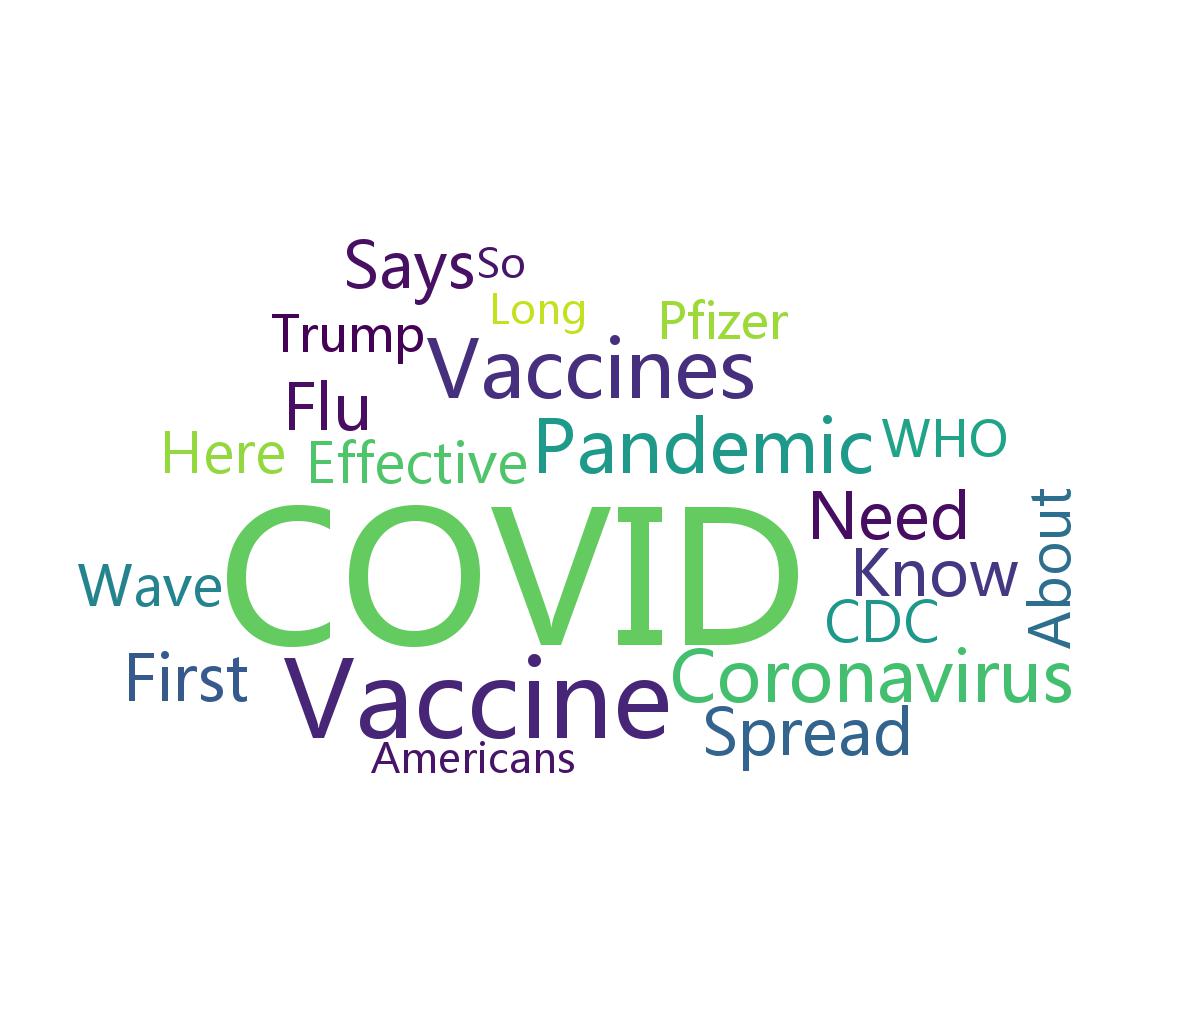 Says
So
Long
Pfizer
Trump
Vaccines
Flu
Pandemic
WHO
Here
Effective
Need
About
COVID
Know
Wave
CDC
First
Vaccine
Coronavirus
Spread
Americans